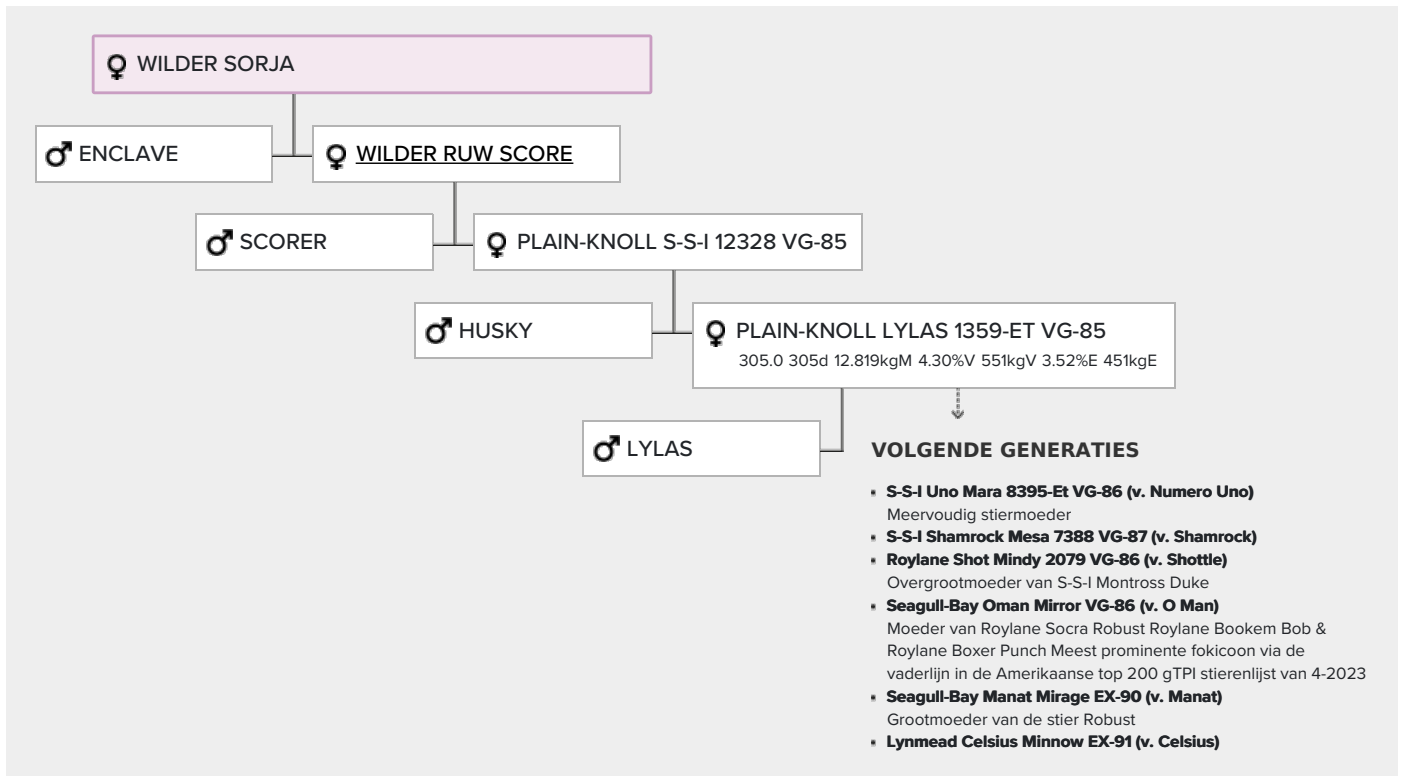 WILDER SORJA
ENCLAVE
WILDER RUW SCORE
SCORER
PLAIN-KNOLL S-S-I 12328 VG-85
HUSKY
PLAIN-KNOLL LYLAS 1359-ET VG-85
305.0 305d 12.819kgM 4.30%V 551kgV 3.52%E 451kgE
LYLAS
VOLGENDE GENERATIES
S-S-I Uno Mara 8395-Et VG-86 (v. Numero Uno)
Meervoudig stiermoeder
S-S-I Shamrock Mesa 7388 VG-87 (v. Shamrock)
Roylane Shot Mindy 2079 VG-86 (v. Shottle)
Overgrootmoeder van S-S-I Montross Duke
Seagull-Bay Oman Mirror VG-86 (v. O Man)
Moeder van Roylane Socra Robust Roylane Bookem Bob &
Roylane Boxer Punch Meest prominente fokicoon via de
vaderlijn in de Amerikaanse top 200 gTPI stierenlijst van 4-2023
Seagull-Bay Manat Mirage EX-90 (v. Manat)
Grootmoeder van de stier Robust
Lynmead Celsius Minnow EX-91 (v. Celsius)